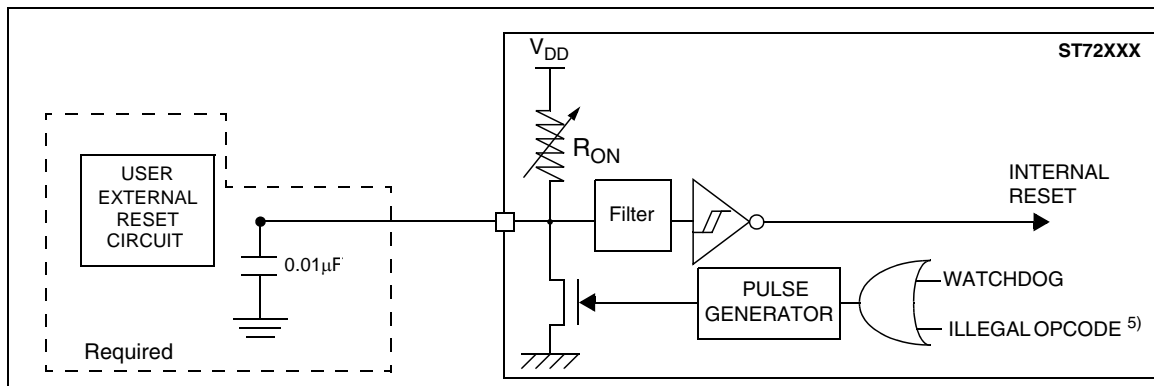 V_DD
ST72XXX
R_ON
USER
EXTERNAL
RESET
CIRCUIT
0.01µF
Required
Filter
INTERNAL
RESET
PULSE
GENERATOR
WATCHDOG
ILLEGAL OPCODE 5)